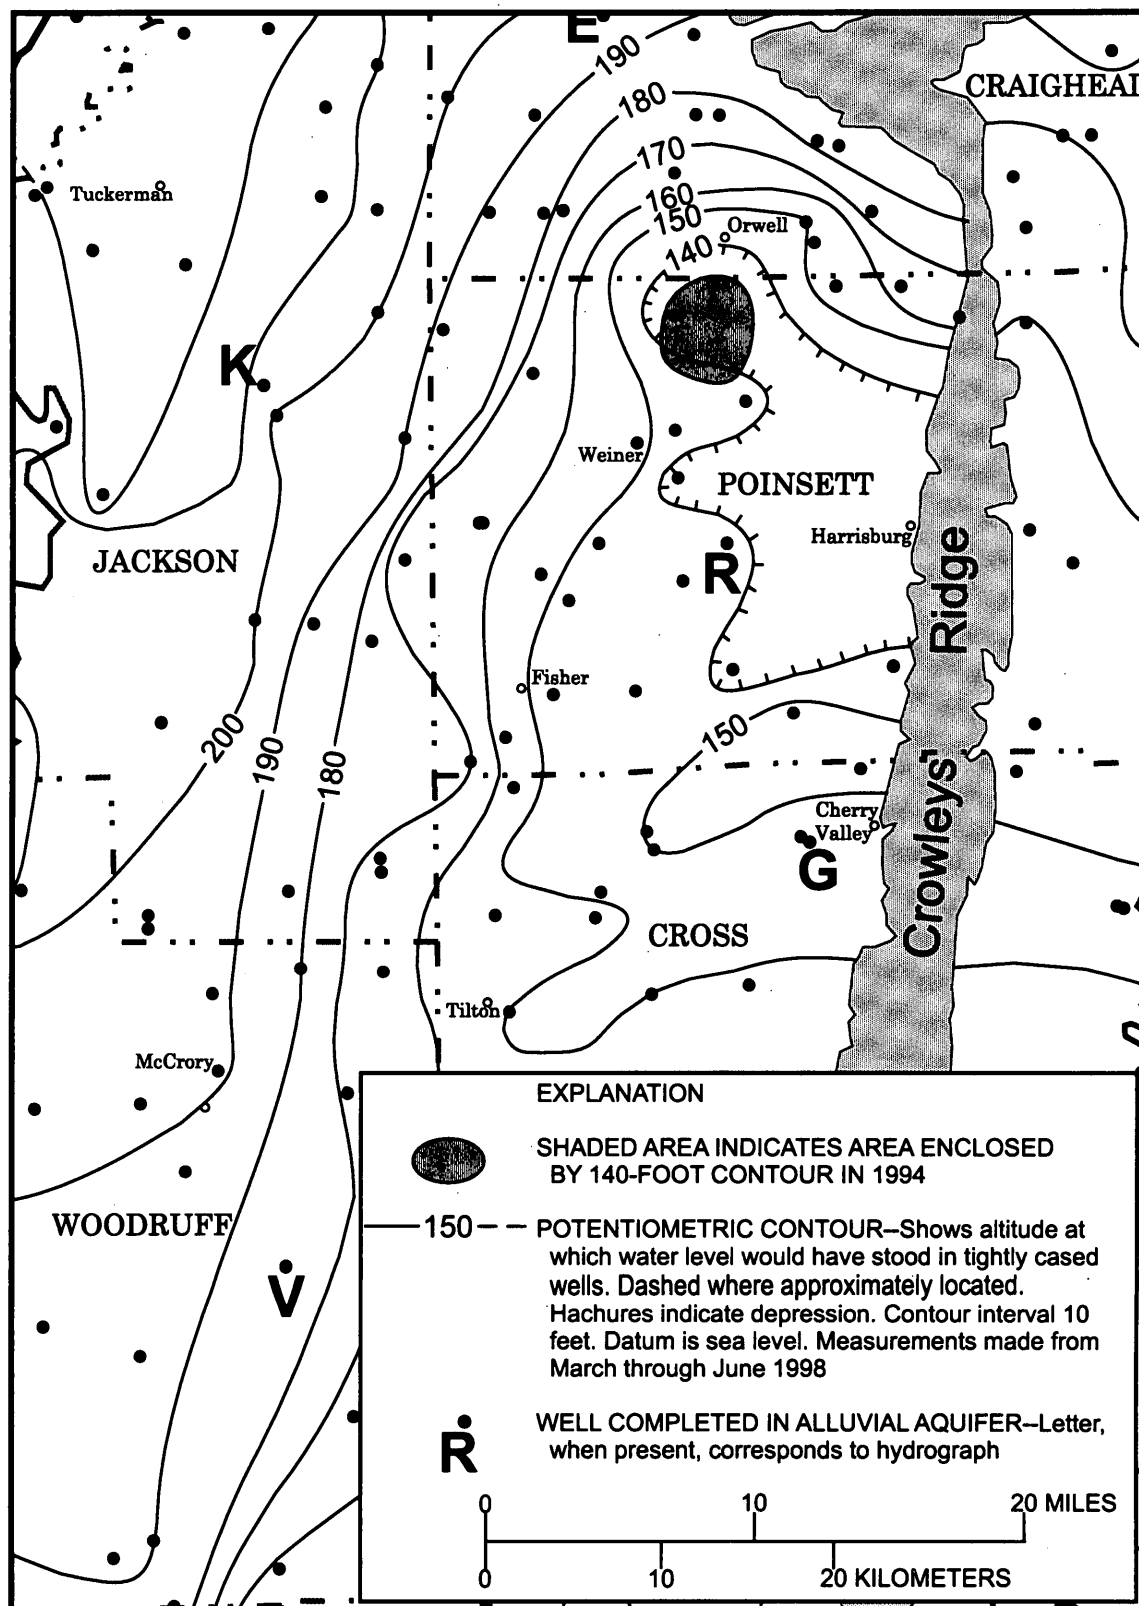 E
190
CRAIGHEAD
180
170
Tuckerman
160
150
Orwell
140
K
Weiner
POINSETT
Harrisburg
JACKSON
R
Ridge
Fisher
200
190
180
150
Cherry
Valley
Crowleys'
G
CROSS
Tilton
McCrory
WOODRUFF
V
EXPLANATION
SHADED AREA INDICATES AREA ENCLOSED
BY 140-FOOT CONTOUR IN 1994
150
POTENTIOMETRIC CONTOUR--Shows altitude at
which water level would have stood in tightly cased
wells. Dashed where approximately located.
Hachures indicate depression. Contour interval 10
feet. Datum is sea level. Measurements made from
March through June 1998
R
WELL COMPLETED IN ALLUVIAL AQUIFER--Letter,
when present, corresponds to hydrograph
0 10 20 MILES
0 10 20 KILOMETERS